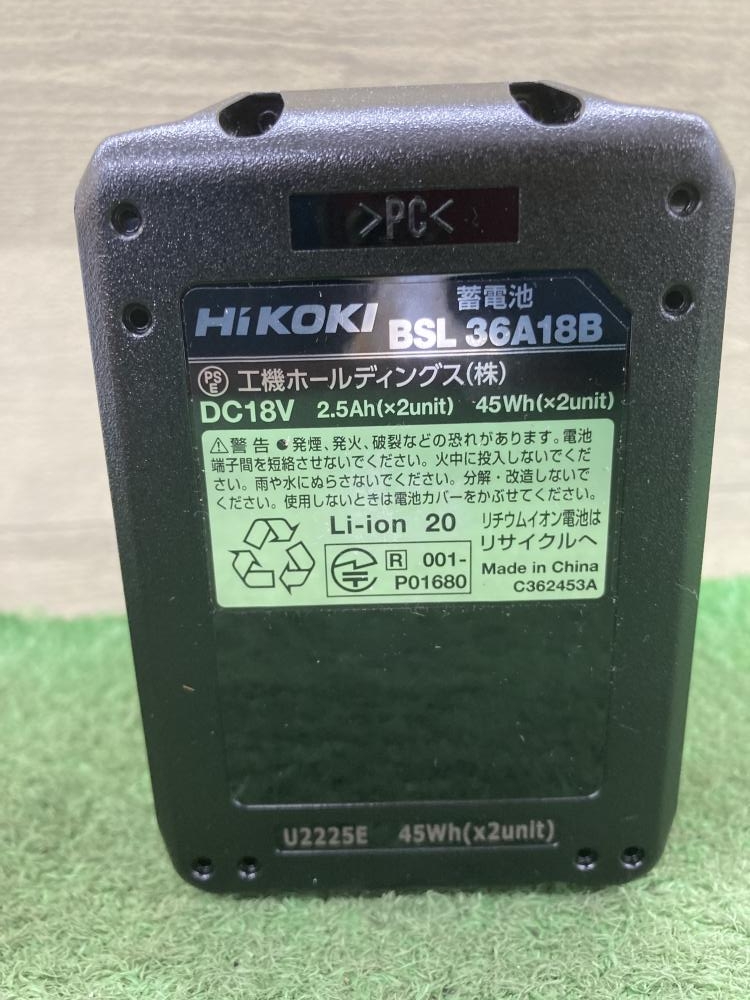 >PC<
HiKOKI 蓄電池
BSL 36A18B
PSE 工機ホールディングス(株)
DC18V 2.5Ah(×2unit) 45Wh(×2unit)
⚠警告 ●発煙、発火、破裂などの恐れがあります。電池
端子間を短絡させないでください。火中に投入しないでくだ
さい。雨や水にぬらさないでください。分解・改造しないで
ください。使用しないときは電池カバーをかぶせてください。
Li-ion 20 リチウムイオン電池は
リサイクルへ
R 001-
P01680
Made in China
C362453A
U2225E 45Wh(x2unit)